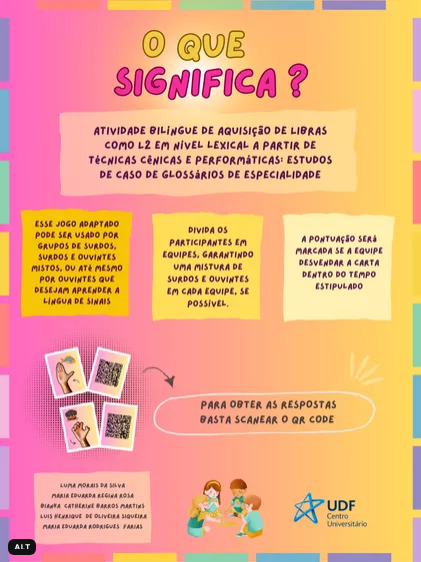 O QUE
SIGNIFICA ?
ATIVIDADE BILÍNGUE DE AQUISIÇÃO DE LIBRAS
COMO L2 EM NÍVEL LEXICAL A PARTIR DE
TÉCNICAS CÊNICAS E PERFORMÁTICAS: ESTUDOS
DE CASO DE GLOSSÁRIOS DE ESPECIALIDADE
ESSE JOGO ADAPTADO
PODE SER USADO POR
GRUPOS DE SURDOS,
SURDOS E OUVINTES
MISTOS, OU ATÉ MESMO
POR OUVINTES QUE
DESEJAM APRENDER A
LÍNGUA DE SINAIS
DIVIDA OS
PARTICIPANTES EM
EQUIPES, GARANTINDO
UMA MISTURA DE
SURDOS E OUVINTES
EM CADA EQUIPE, SE
POSSÍVEL.
A PONTUAÇÃO SERÁ
MARCADA SE A EQUIPE
DESVENDAR A CARTA
DENTRO DO TEMPO
ESTIPULADO
PARA OBTER AS RESPOSTAS
BASTA SCANEAR O QR CODE
LUMA MORAIS DA SILVA
MARIA EDUARDA REGINA ROSA
BIANKA CATHERINE BARROS MARTINS
LUIS HENRIQUE DE OLIVEIRA SIQUEIRA
MARIA EDUARDA RODRIGUES FARIAS
UDF
Centro
Universitário
ALT